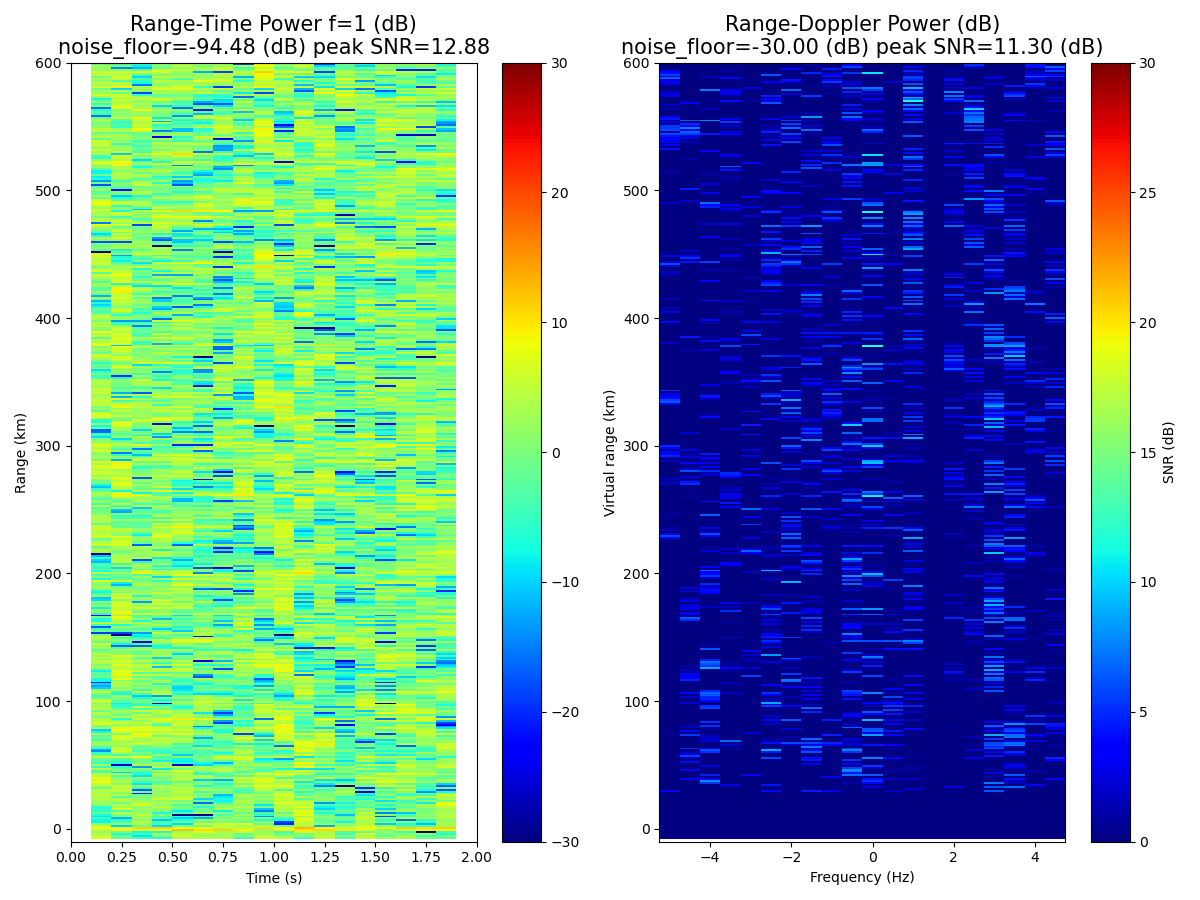 Range-Time Power f=1 (dB)
noise_floor=-94.48 (dB) peak SNR=12.88
600
500
400
300
200
100
0
Range (km)
0.00 0.25 0.50 0.75 1.00 1.25 1.50 1.75 2.00
Time (s)
30
20
10
0
−10
−20
−30
Range-Doppler Power (dB)
noise_floor=-30.00 (dB) peak SNR=11.30 (dB)
600
500
400
300
200
100
0
Virtual range (km)
−4 −2 0 2 4
Frequency (Hz)
30
25
20
15
10
5
0
SNR (dB)